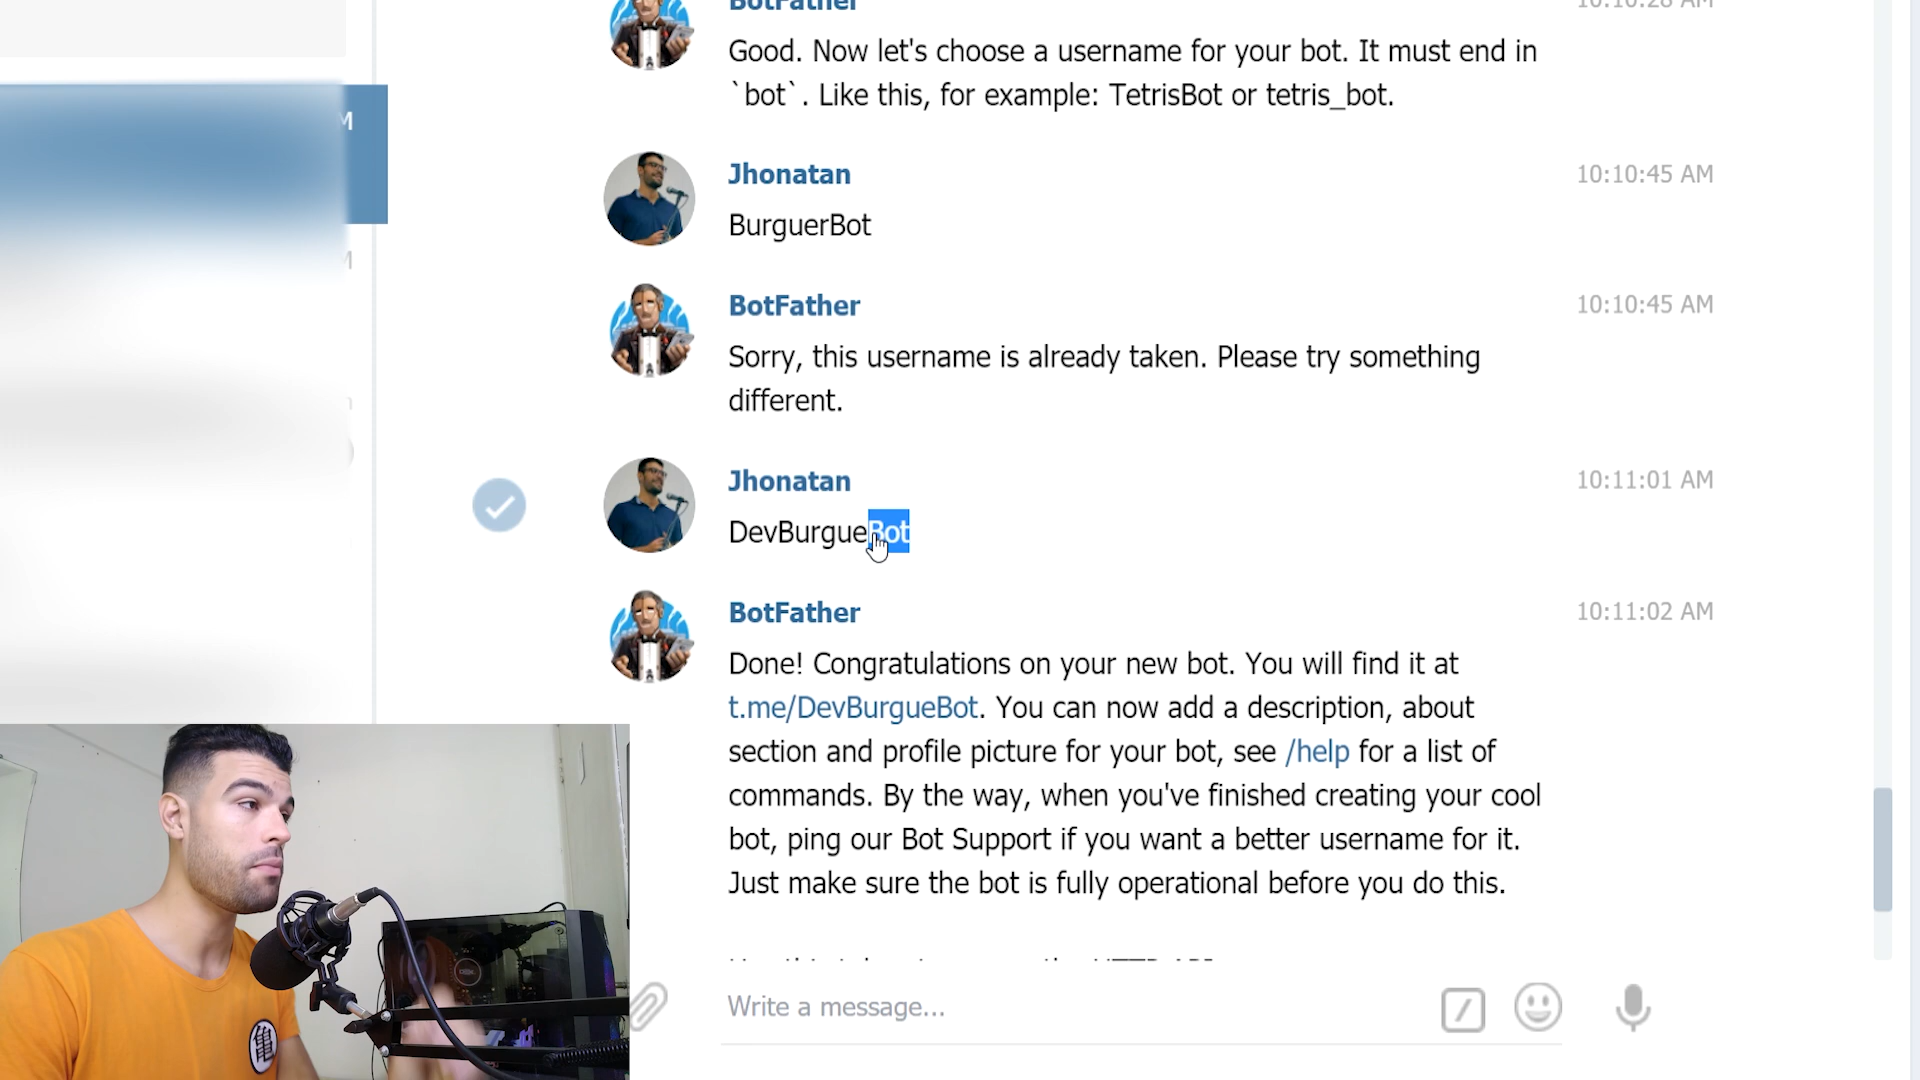 BotFather
10:10:28 AM
Good. Now let's choose a username for your bot. It must end in
`bot`. Like this, for example: TetrisBot or tetris_bot.
M
Jhonatan
10:10:45 AM
BurguerBot
BotFather
10:10:45 AM
Sorry, this username is already taken. Please try something
different.
Jhonatan
10:11:01 AM
DevBurgueBot
BotFather
10:11:02 AM
Done! Congratulations on your new bot. You will find it at
t.me/DevBurgueBot. You can now add a description, about
section and profile picture for your bot, see /help for a list of
commands. By the way, when you've finished creating your cool
bot, ping our Bot Support if you want a better username for it.
Just make sure the bot is fully operational before you do this.
Write a message...
亀